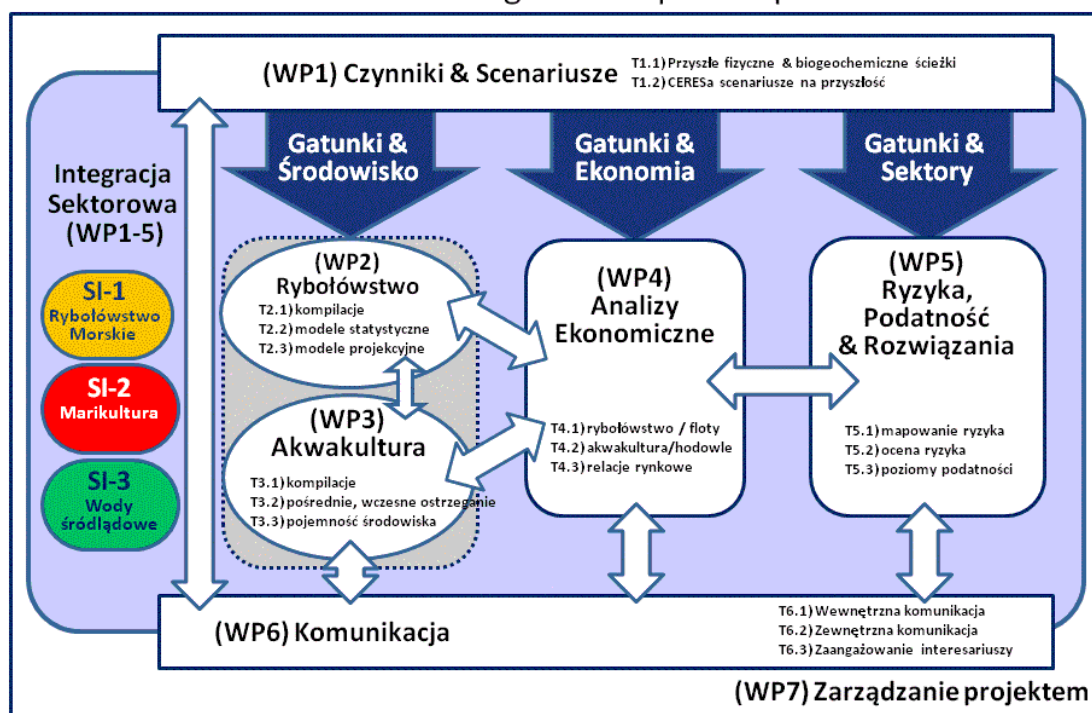 (WP1) Czynniki & Scenariusze
T1.1) Przyszłe fizyczne & biogeochemiczne ścieżki
T1.2) CERESa scenariusze na przyszłość
Gatunki &
Środowisko
Gatunki &
Ekonomia
Gatunki &
Sektory
Integracja
Sektorowa
(WP1-5)
SI-1
Rybołówstwo
Morskie
SI-2
Marikultura
SI-3
Wody
śródlądowe
(WP2)
Rybołówstwo
T2.1) kompilacje
T2.2) modele statystyczne
T2.3) modele projekcyjne
(WP3)
Akwakultura
T3.1) kompilacje
T3.2) pośrednie, wczesne ostrzeganie
T3.3) pojemność środowiska
(WP4)
Analizy
Ekonomiczne
T4.1) rybołówstwo / floty
T4.2) akwakultura/hodowle
T4.3) relacje rynkowe
(WP5)
Ryzyka,
Podatność
& Rozwiązania
T5.1) mapowanie ryzyka
T5.2) ocena ryzyka
T5.3) poziomy podatności
(WP6) Komunikacja
T6.1) Wewnętrzna komunikacja
T6.2) Zewnętrzna komunikacja
T6.3) Zaangażowanie interesariuszy
(WP7) Zarządzanie projektem